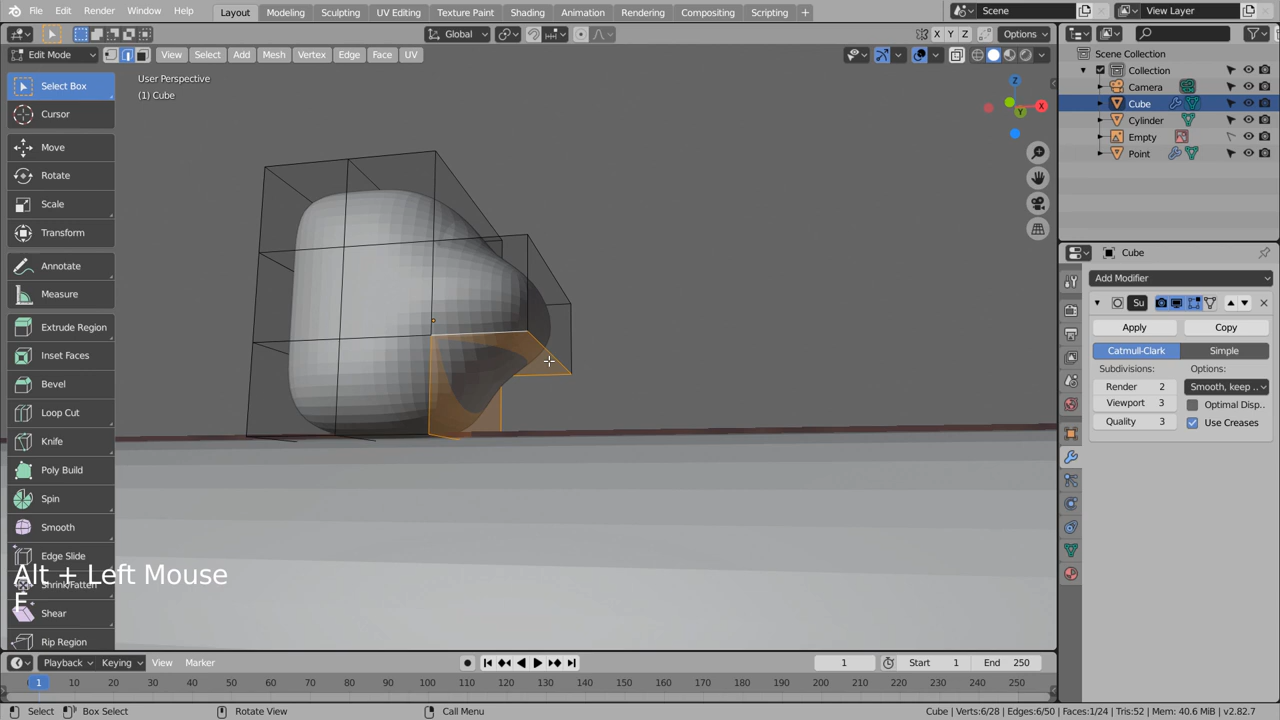 File Edit Render Window Help Layout Modeling Sculpting UV Editing Texture Paint Shading Animation Rendering Compositing Scripting + Scene View Layer
Global X Y Z Options
Edit Mode View Select Add Mesh Vertex Edge Face UV
User Perspective
(1) Cube
Select Box
Cursor
Move
Rotate
Scale
Transform
Annotate
Measure
Extrude Region
Inset Faces
Bevel
Loop Cut
Knife
Poly Build
Spin
Smooth
Edge Slide
Shrink/Fatten
Shear
Rip Region
Alt + Left Mouse
Z
X
Y
Scene Collection
Collection
Camera
Cube
Cylinder
Empty
Point
Cube
Add Modifier
Su
Apply Copy
Catmull-Clark Simple
Subdivisions: Options:
Render 2 Smooth, keep ..
Viewport 3 Optimal Disp..
Quality 3 Use Creases
Playback Keying View Marker 1 Start 1 End 250
1 10 20 30 40 50 60 70 80 90 100 110 120 130 140 150 160 170 180 190 200 210 220 230 240 250
Select Box Select Rotate View Call Menu Cube | Verts:6/28 | Edges:6/50 | Faces:1/24 | Tris:52 | Mem: 40.6 MiB | v2.82.7